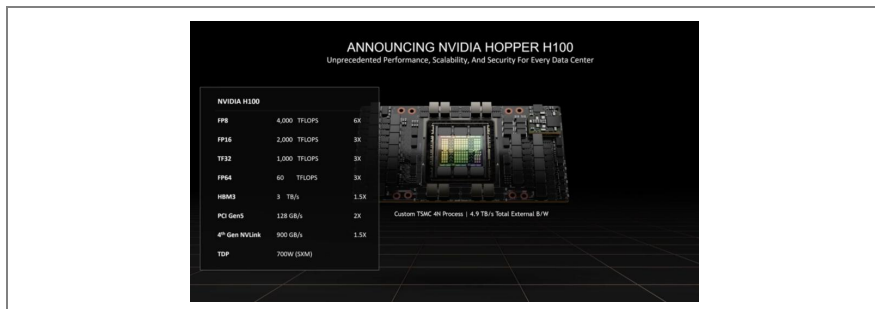 ANNOUNCING NVIDIA HOPPER H100
Unprecedented Performance, Scalability, And Security For Every Data Center
NVIDIA H100
FP8 4,000 TFLOPS 6X
FP16 2,000 TFLOPS 3X
TF32 1,000 TFLOPS 3X
FP64 60 TFLOPS 3X
HBM3 3 TB/s 1.5X
PCI Gen5 128 GB/s 2X
4th Gen NVLink 900 GB/s 1.5X
TDP 700W (SXM)
Custom TSMC 4N Process | 4.9 TB/s Total External B/W